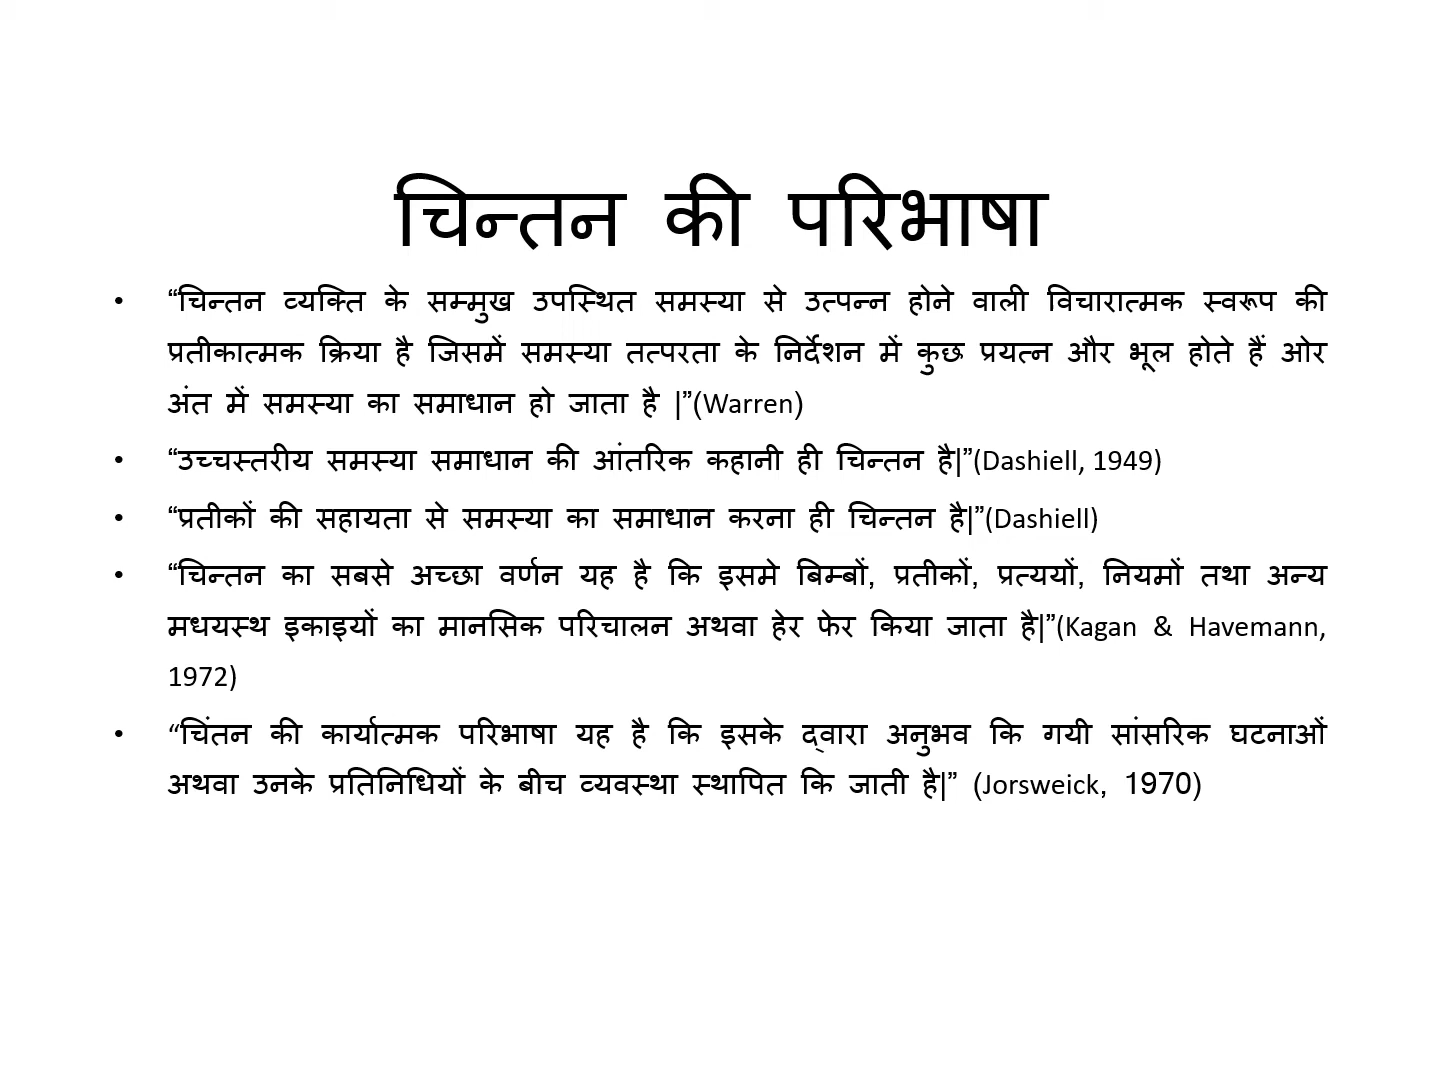 चिन्तन की परिभाषा
• “चिन्तन व्यक्ति के सम्मुख उपस्थित समस्या से उत्पन्न होने वाली विचारात्मक स्वरूप की
प्रतीकात्मक क्रिया है जिसमें समस्या तत्परता के निर्देशन में कुछ प्रयत्न और भूल होते हैं ओर
अंत में समस्या का समाधान हो जाता है |”(Warren)
• “उच्चस्तरीय समस्या समाधान की आंतरिक कहानी ही चिन्तन है|”(Dashiell, 1949)
• “प्रतीकों की सहायता से समस्या का समाधान करना ही चिन्तन है|”(Dashiell)
• “चिन्तन का सबसे अच्छा वर्णन यह है कि इसमे बिम्बों, प्रतीकों, प्रत्ययों, नियमों तथा अन्य
मधयस्थ इकाइयों का मानसिक परिचालन अथवा हेर फेर किया जाता है|”(Kagan & Havemann,
1972)
• “चिंतन की कार्यात्मक परिभाषा यह है कि इसके द्वारा अनुभव कि गयी सांसरिक घटनाओं
अथवा उनके प्रतिनिधियों के बीच व्यवस्था स्थापित कि जाती है|” (Jorsweick, 1970)